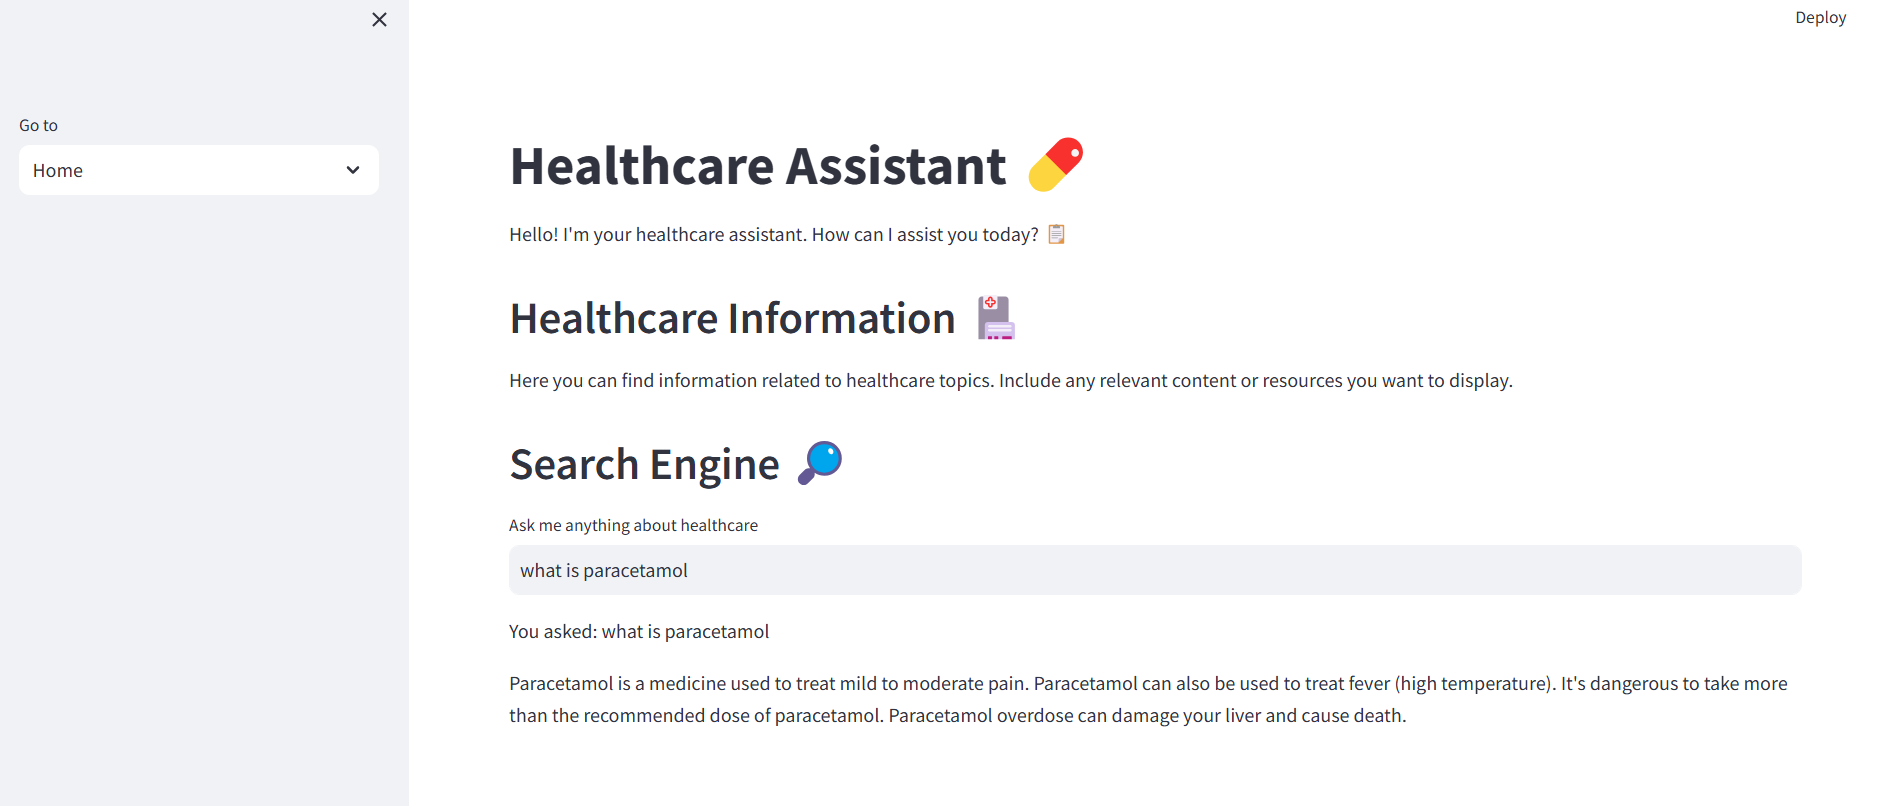 Deploy
Go to
Home
Healthcare Assistant
Hello! I'm your healthcare assistant. How can I assist you today?
Healthcare Information
Here you can find information related to healthcare topics. Include any relevant content or resources you want to display.
Search Engine
Ask me anything about healthcare
what is paracetamol
You asked: what is paracetamol
Paracetamol is a medicine used to treat mild to moderate pain. Paracetamol can also be used to treat fever (high temperature). It's dangerous to take more
than the recommended dose of paracetamol. Paracetamol overdose can damage your liver and cause death.